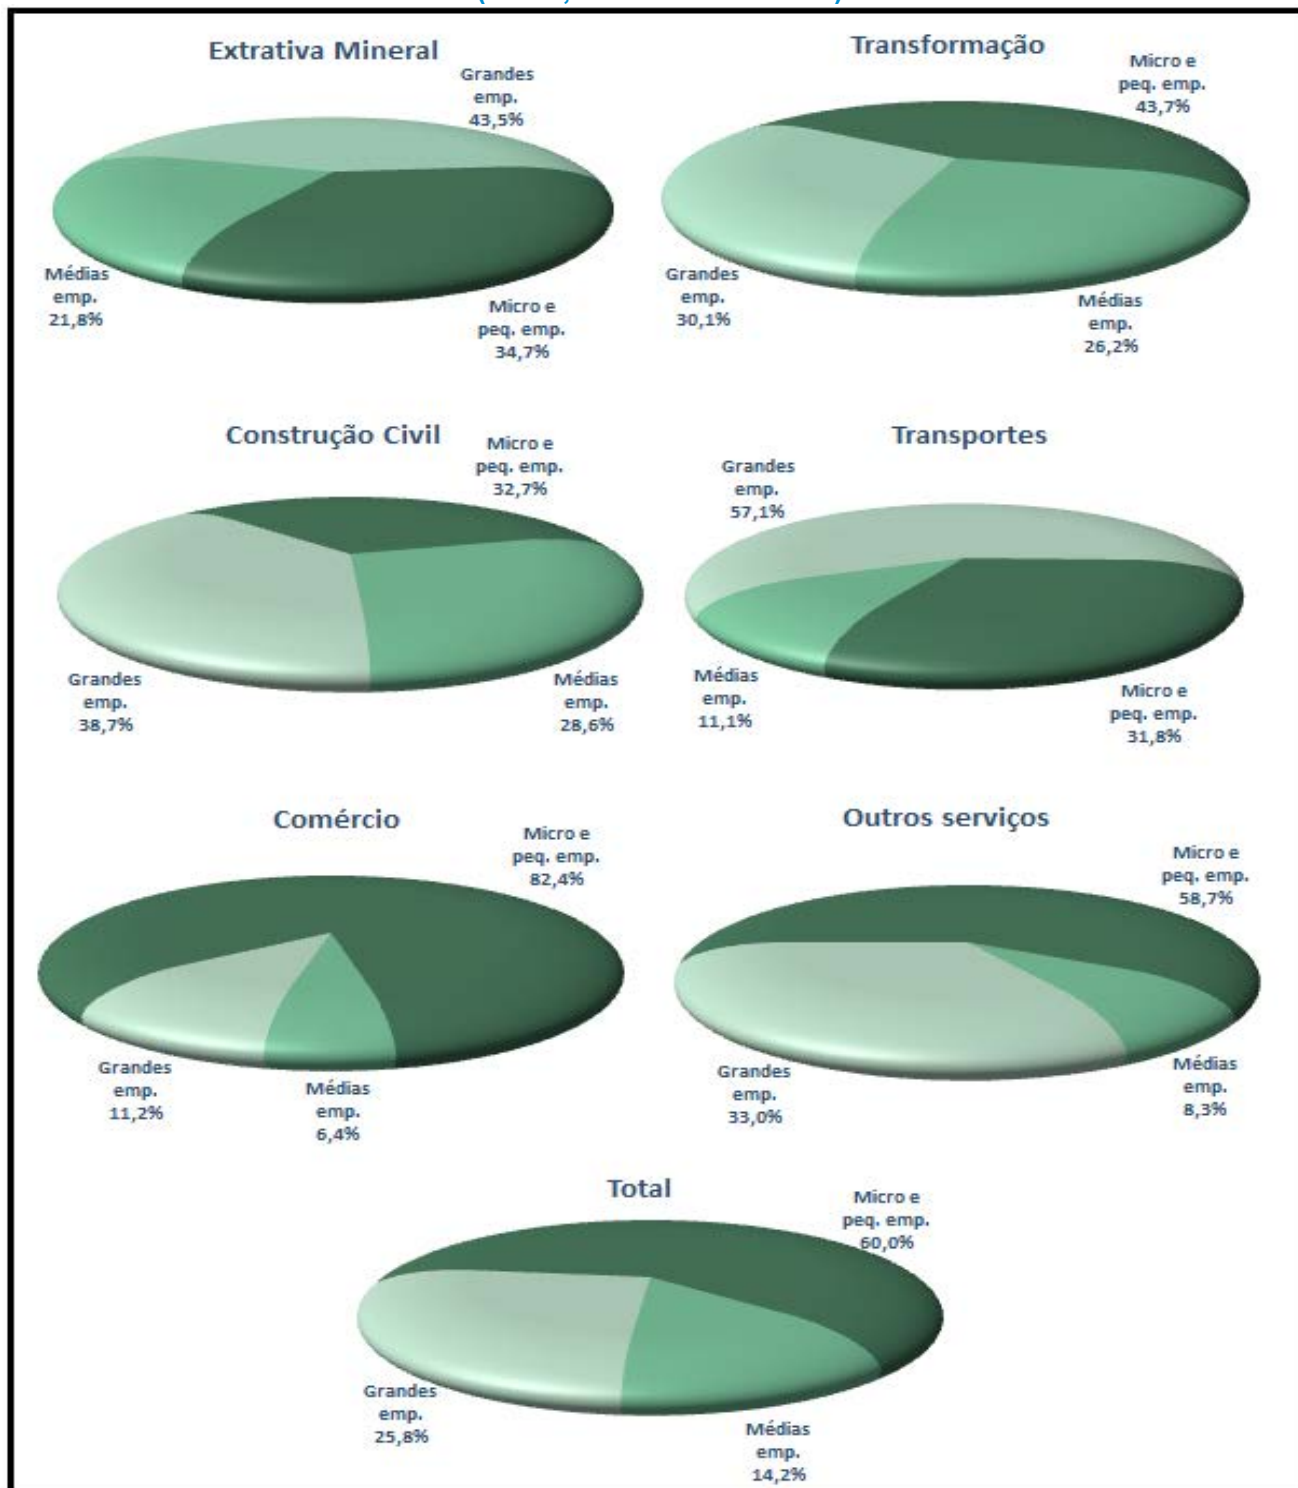 Extrativa Mineral
Grandes
emp.
43,5%
Médias
emp.
21,8%
Micro e
peq. emp.
34,7%
Transformação
Micro e
peq. emp.
43,7%
Grandes
emp.
30,1%
Médias
emp.
26,2%
Construção Civil
Micro e
peq. emp.
32,7%
Grandes
emp.
38,7%
Médias
emp.
28,6%
Transportes
Grandes
emp.
57,1%
Médias
emp.
11,1%
Micro e
peq. emp.
31,8%
Comércio
Micro e
peq. emp.
82,4%
Grandes
emp.
11,2%
Médias
emp.
6,4%
Outros serviços
Micro e
peq. emp.
58,7%
Grandes
emp.
33,0%
Médias
emp.
8,3%
Total
Micro e
peq. emp.
60,0%
Grandes
emp.
25,8%
Médias
emp.
14,2%